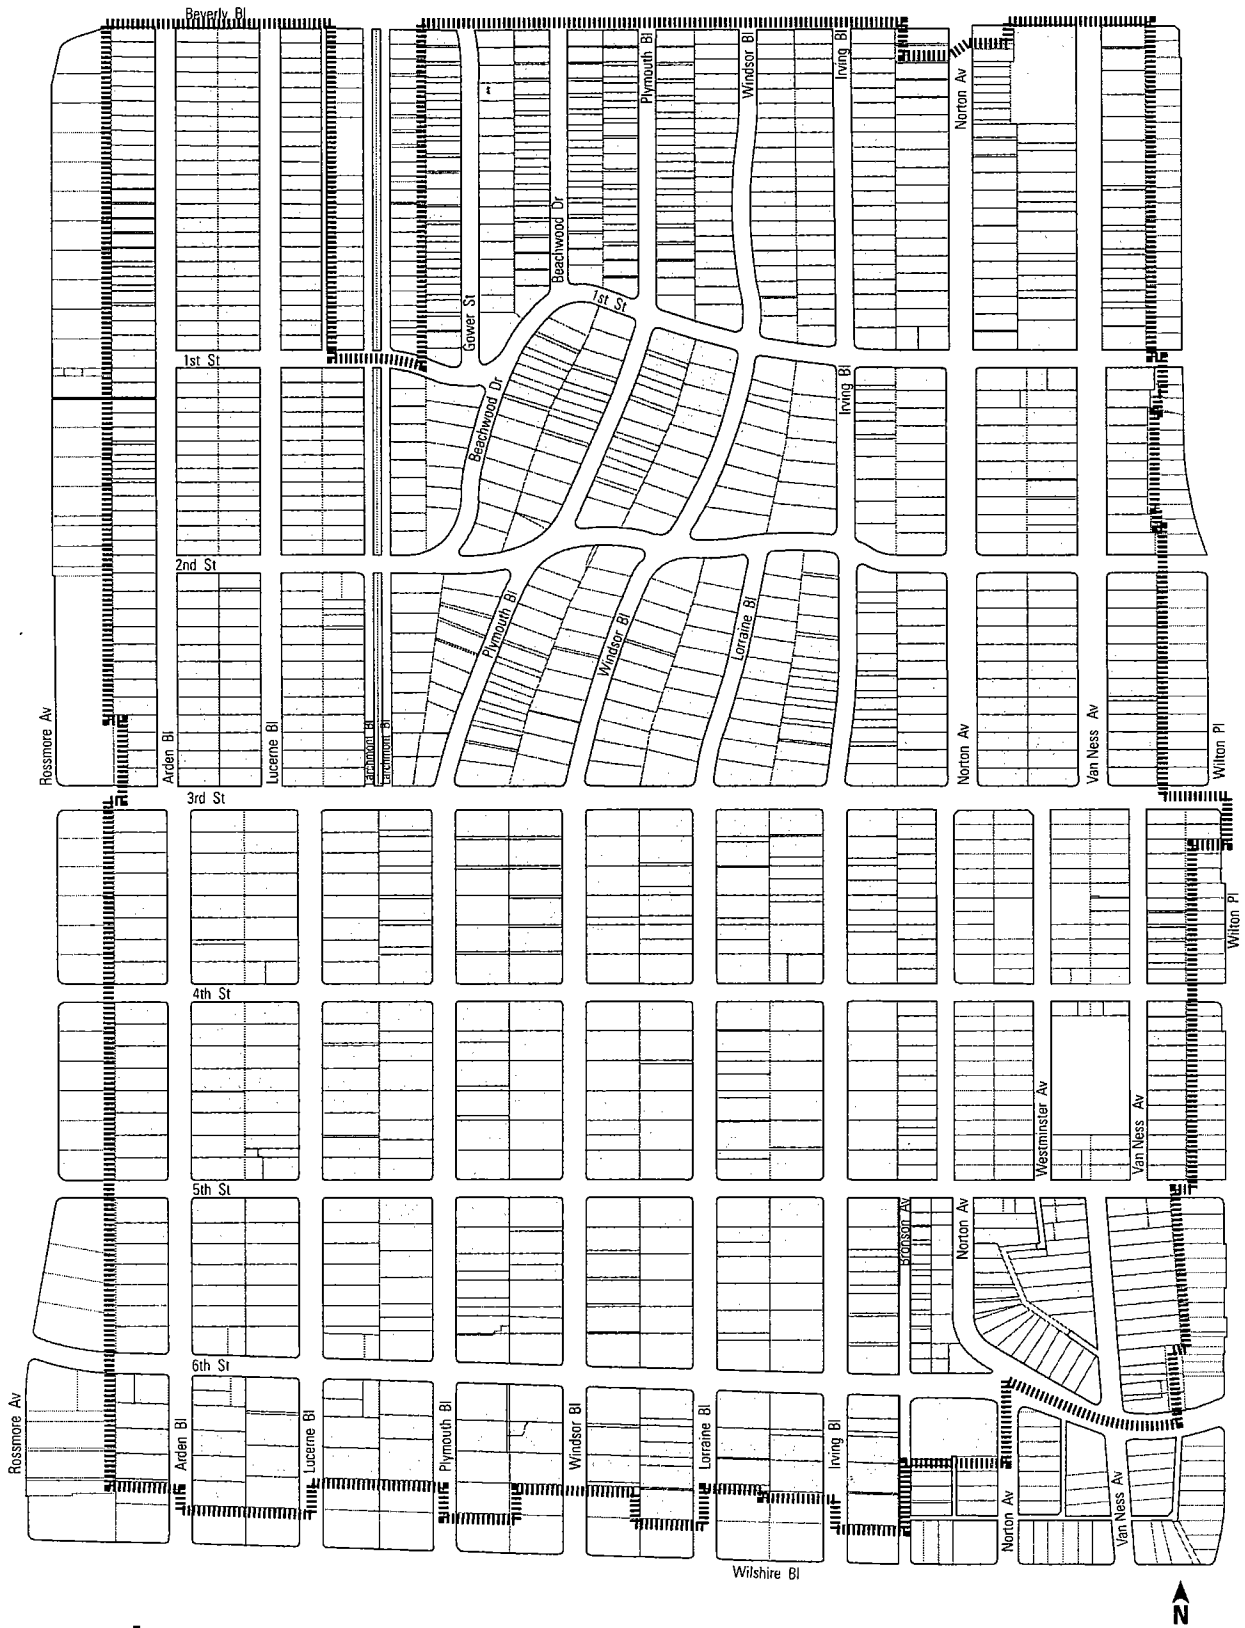 Beverly Bl
Plymouth Bl
Windsor Bl
Irving Bl
Norton Av
Beachwood Dr
Gower St
1st St
1st St
Beachwood Dr
Irving Bl
2nd St
Plymouth Bl
Windsor Bl
Lorraine Bl
Rossmore Av
Arden Bl
Lucerne Bl
Larchmont Bl
Larchmont Bl
Norton Av
Van Ness Av
Wilton Pl
3rd St
Wilton Pl
4th St
Westminster Av
Van Ness Av
5th St
Bronson Av
Norton Av
6th St
Rossmore Av
Arden Bl
Lucerne Bl
Plymouth Bl
Windsor Bl
Lorraine Bl
Irving Bl
Norton Av
Van Ness Av
Wilshire Bl
N